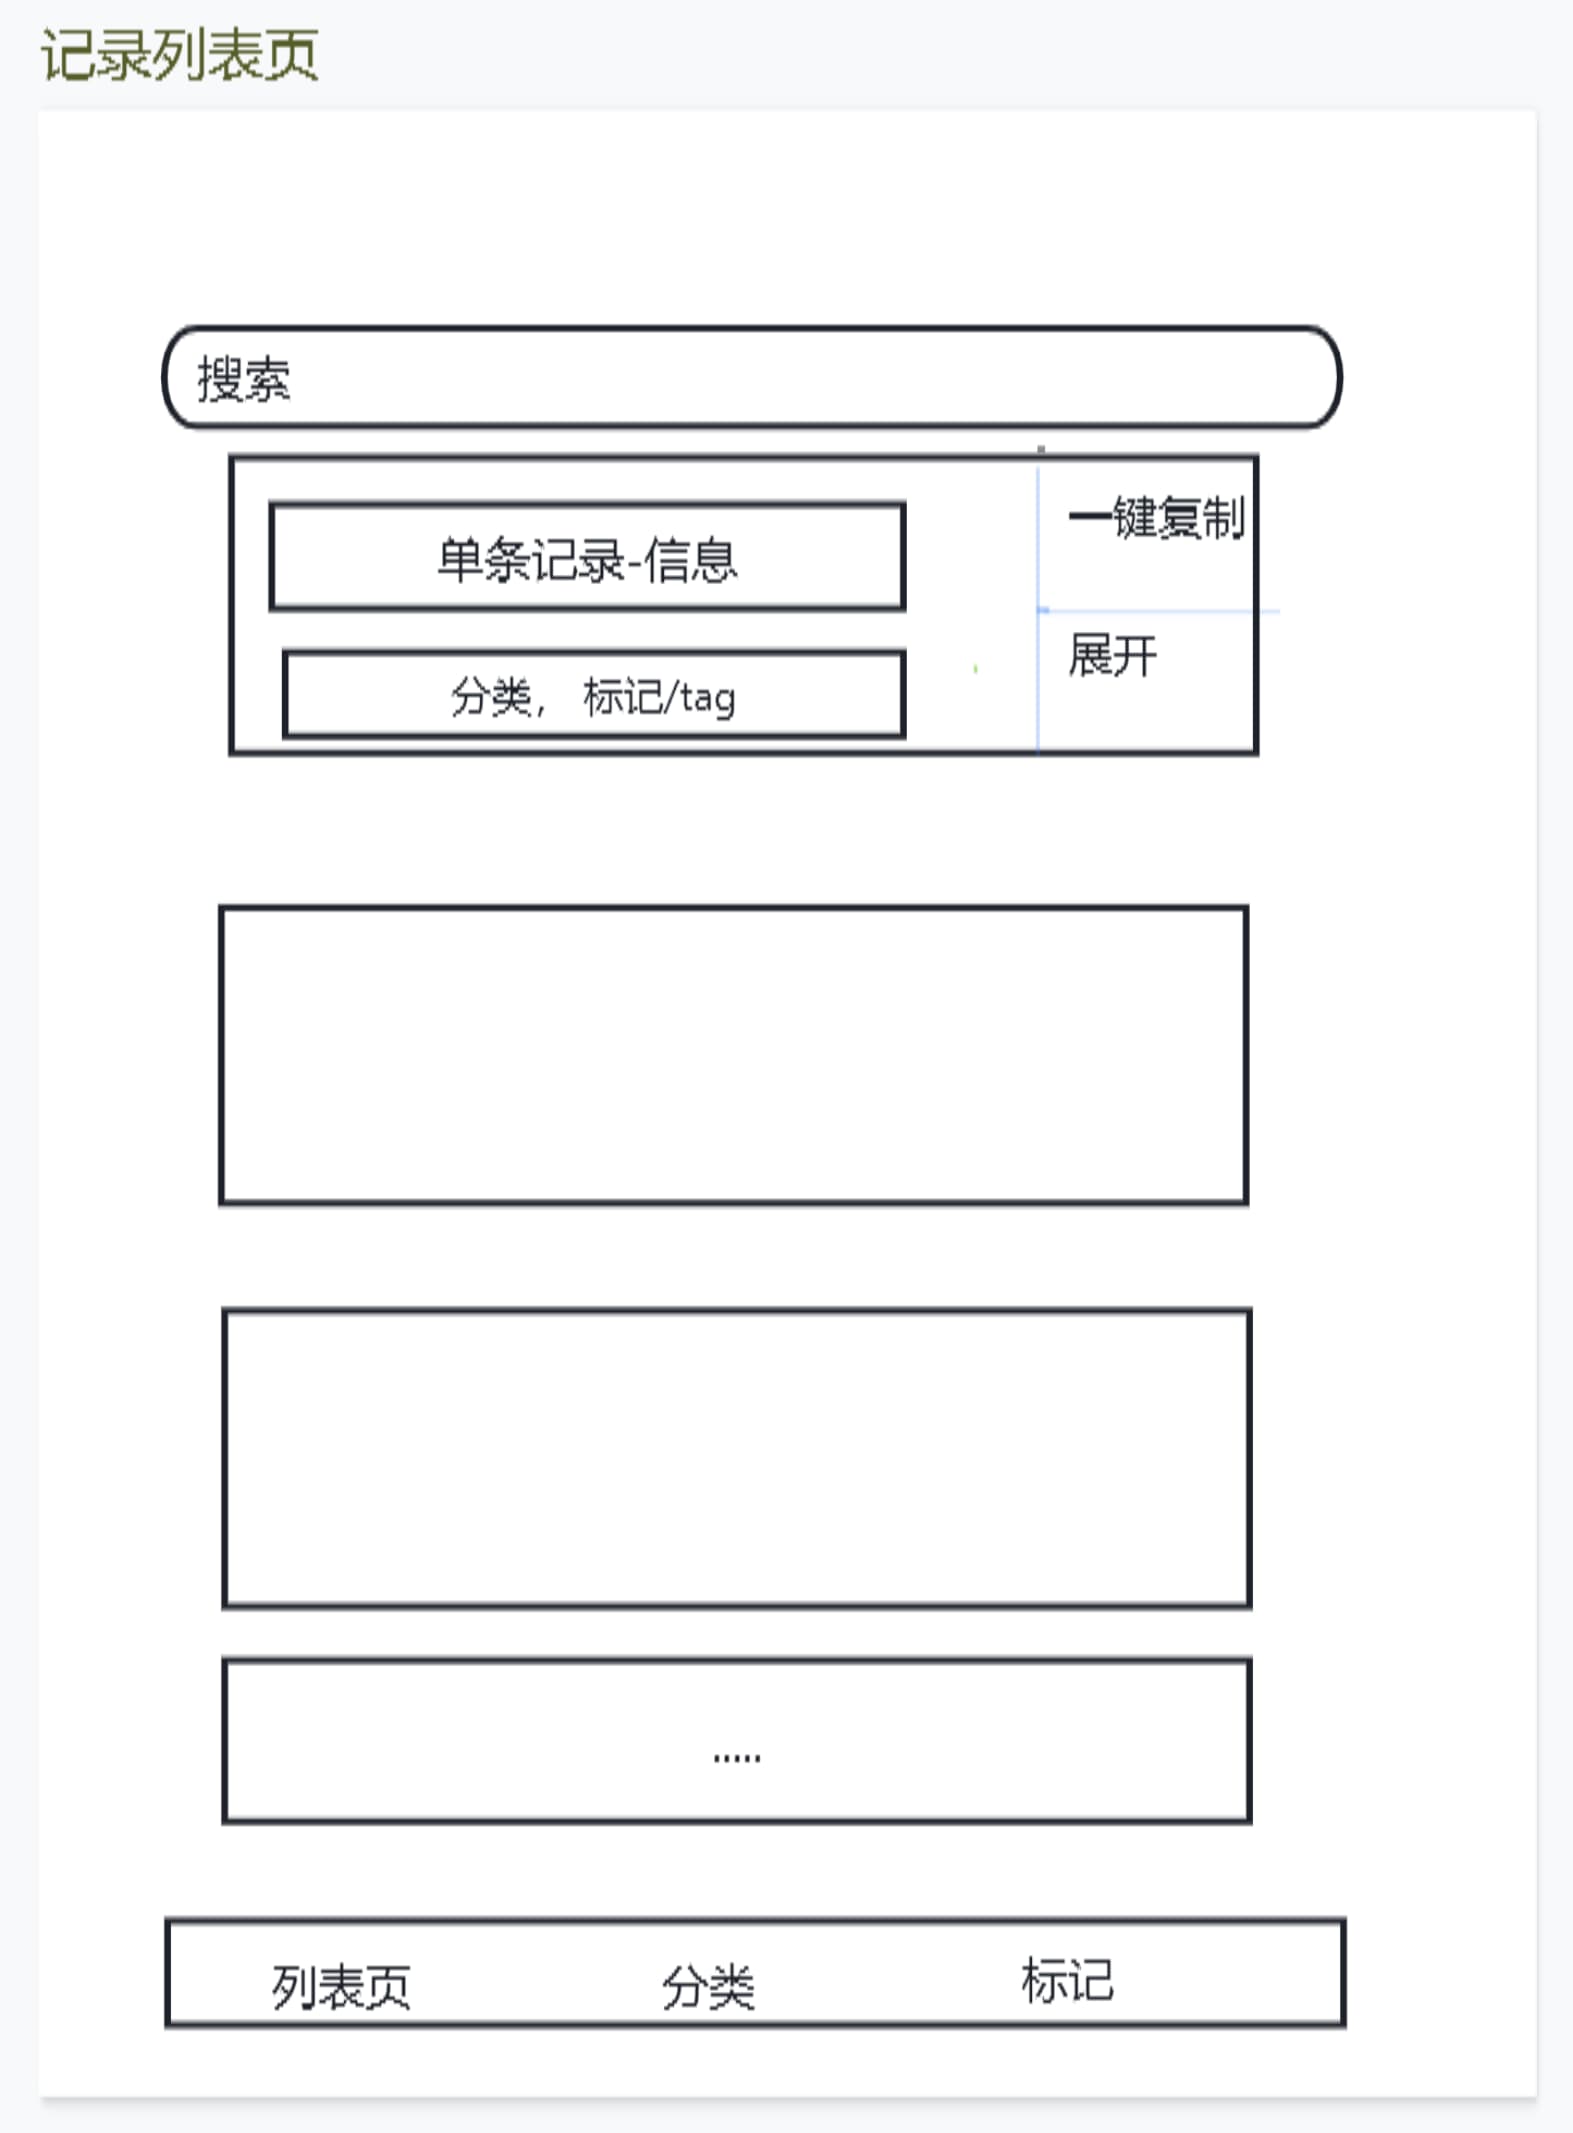 记录列表页
搜索
单条记录-信息
一键复制
展开
分类， 标记/tag
.....
列表页
分类
标记